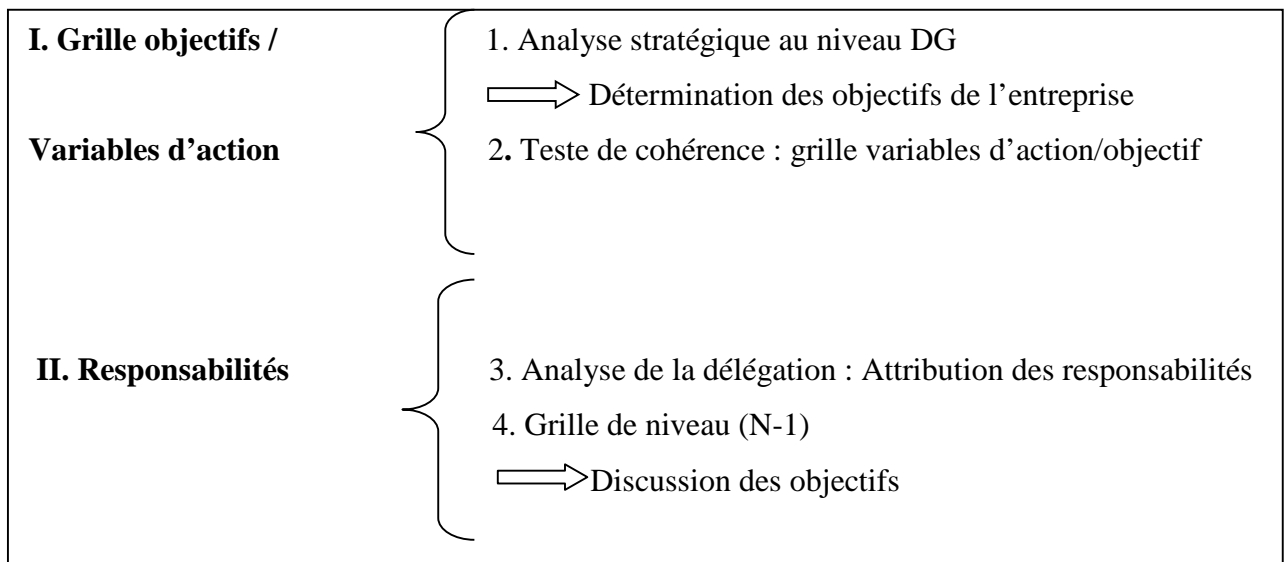 I. Grille objectifs /
1. Analyse stratégique au niveau DG
Détermination des objectifs de l’entreprise
Variables d’action
2. Teste de cohérence : grille variables d’action/objectif
II. Responsabilités
3. Analyse de la délégation : Attribution des responsabilités
4. Grille de niveau (N-1)
Discussion des objectifs